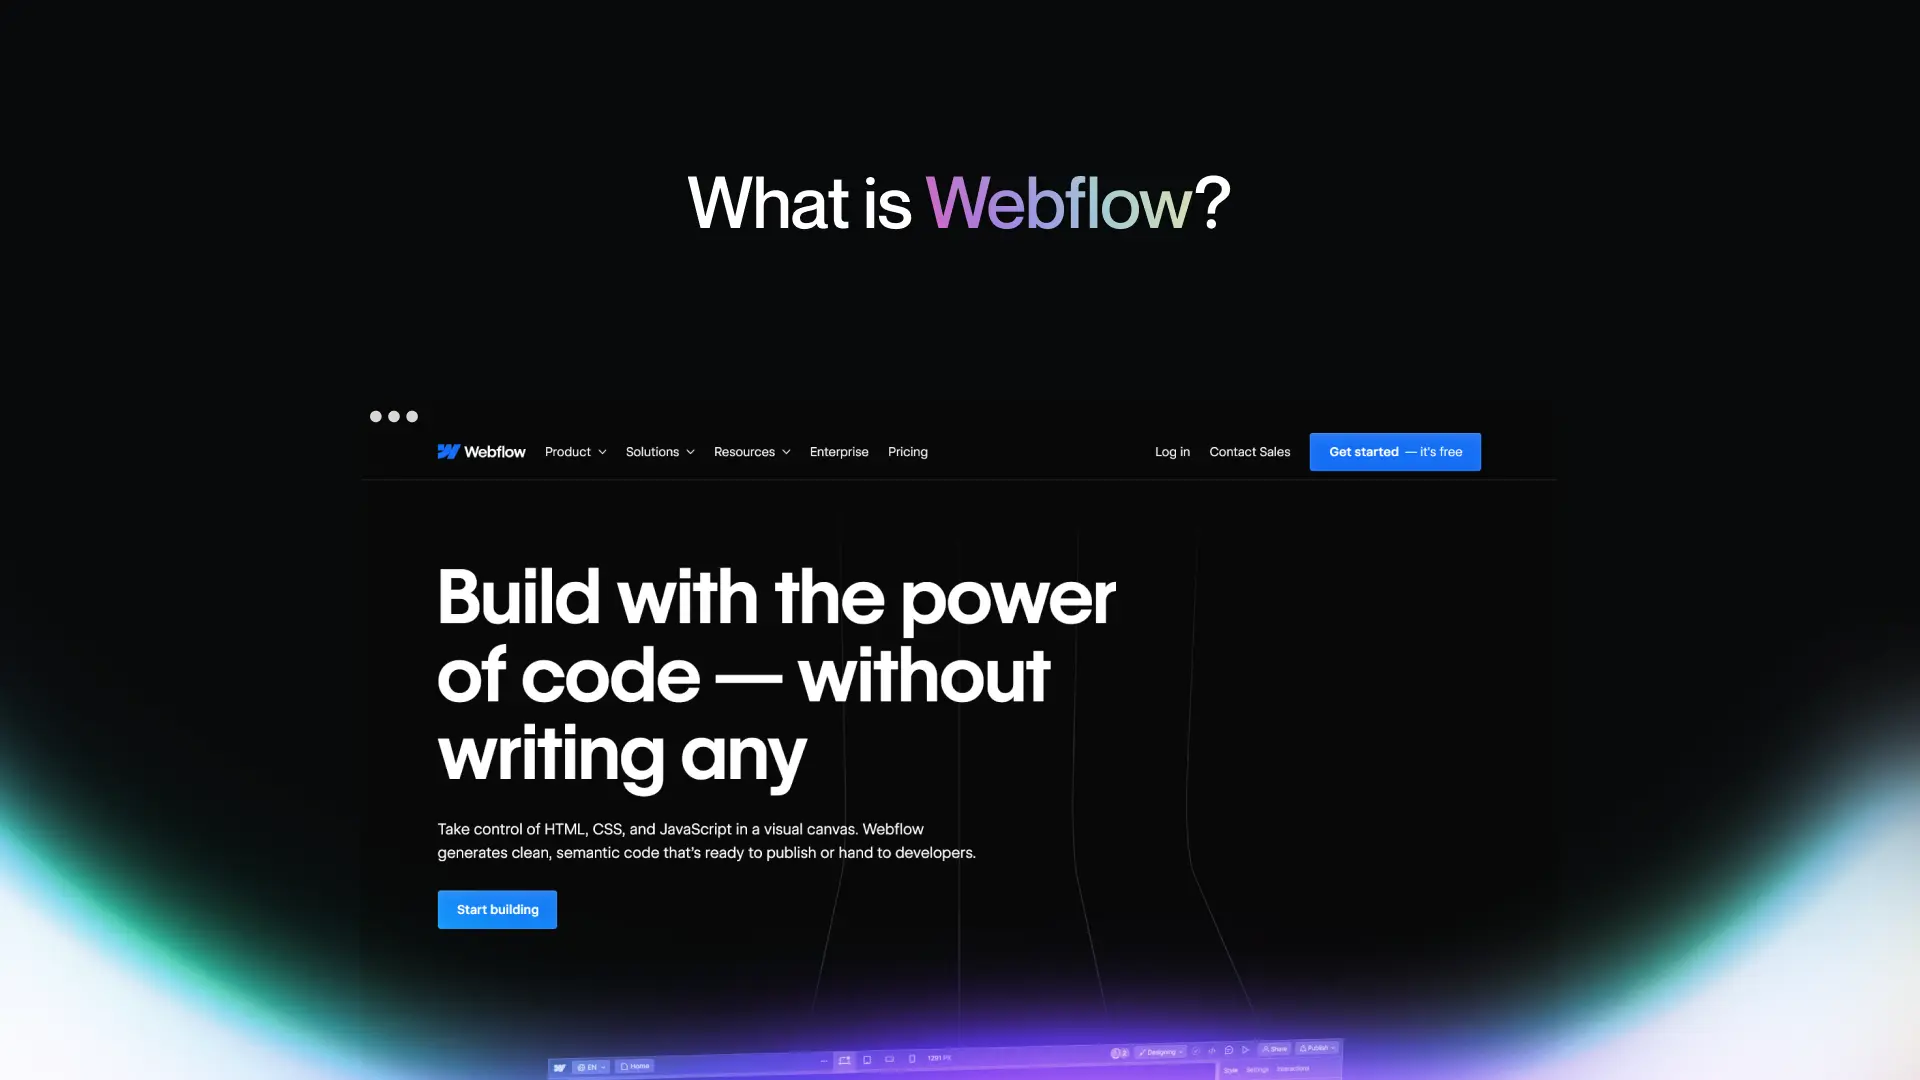 What is Webflow?
Webflow Product Solutions Resources Enterprise Pricing Log in Contact Sales Get started — it's free
Build with the power
of code — without
writing any
Take control of HTML, CSS, and JavaScript in a visual canvas. Webflow
generates clean, semantic code that's ready to publish or hand to developers.
Start building
EN Home 1291 PX 2 Designing Share Publish
Style Settings Interactions